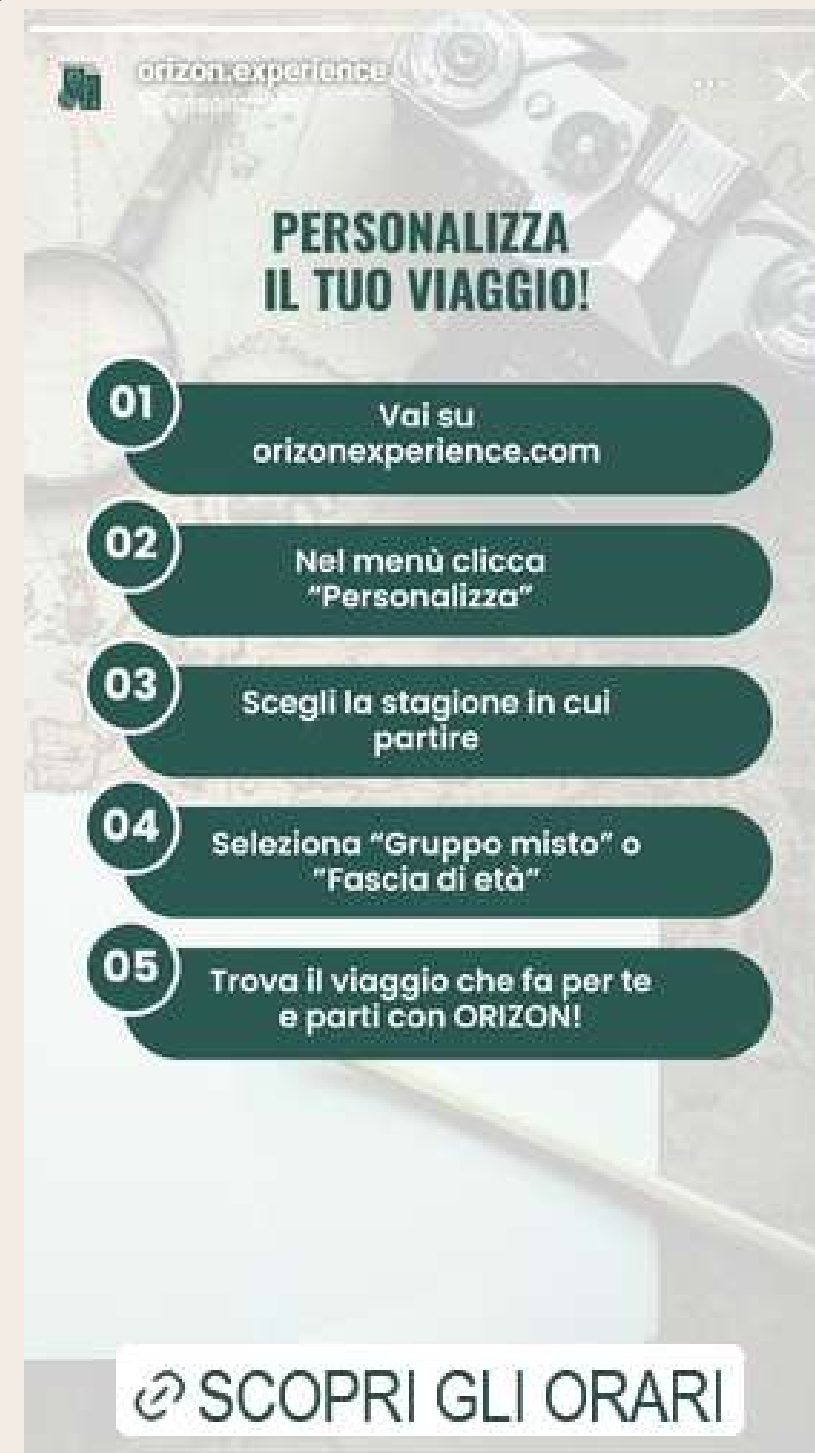 orizon.experience
PERSONALIZZA
IL TUO VIAGGIO!
01
Vai su
orizonexperience.com
02
Nel menù clicca
“Personalizza”
03
Scegli la stagione in cui
partire
04
Seleziona “Gruppo misto” o
“Fascia di età”
05
Trova il viaggio che fa per te
e parti con ORIZON!
SCOPRI GLI ORARI